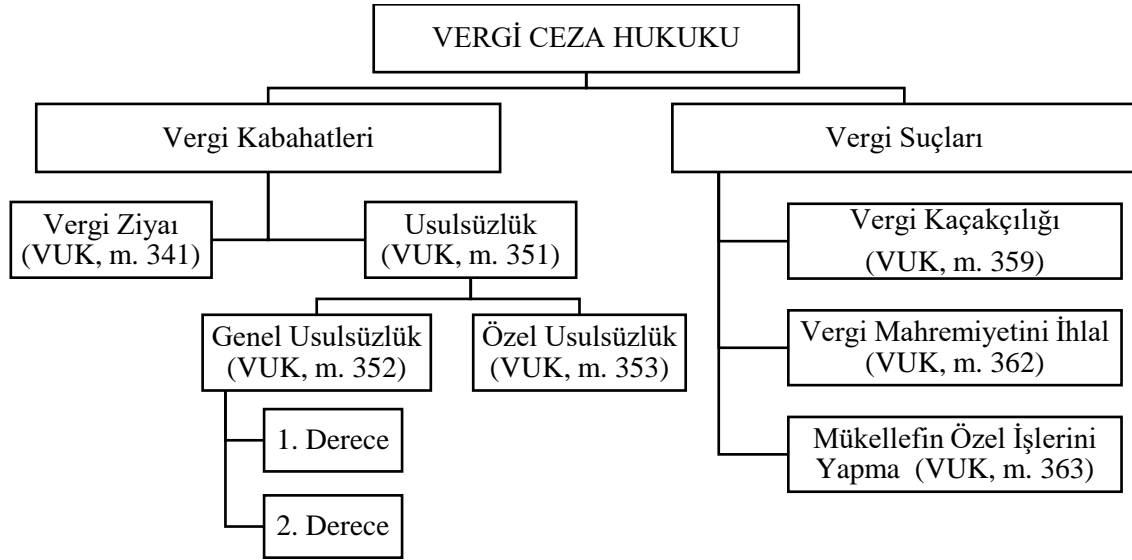 VERGİ CEZA HUKUKU
Vergi Kabahatleri
Vergi Suçları
Vergi Ziyaı
(VUK, m. 341)
Usulsüzlük
(VUK, m. 351)
Genel Usulsüzlük
(VUK, m. 352)
Özel Usulsüzlük
(VUK, m. 353)
1. Derece
2. Derece
Vergi Kaçakçılığı
(VUK, m. 359)
Vergi Mahremiyetini İhlal
(VUK, m. 362)
Mükellefin Özel İşlerini
Yapma (VUK, m. 363)